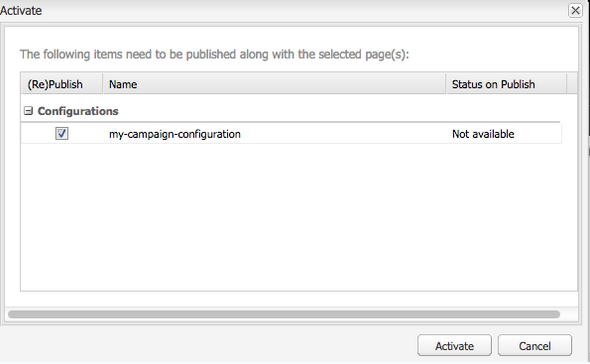 Activate
The following items need to be published along with the selected page(s):
(Re)Publish Name Status on Publish
Configurations
my-campaign-configuration Not available
Activate Cancel